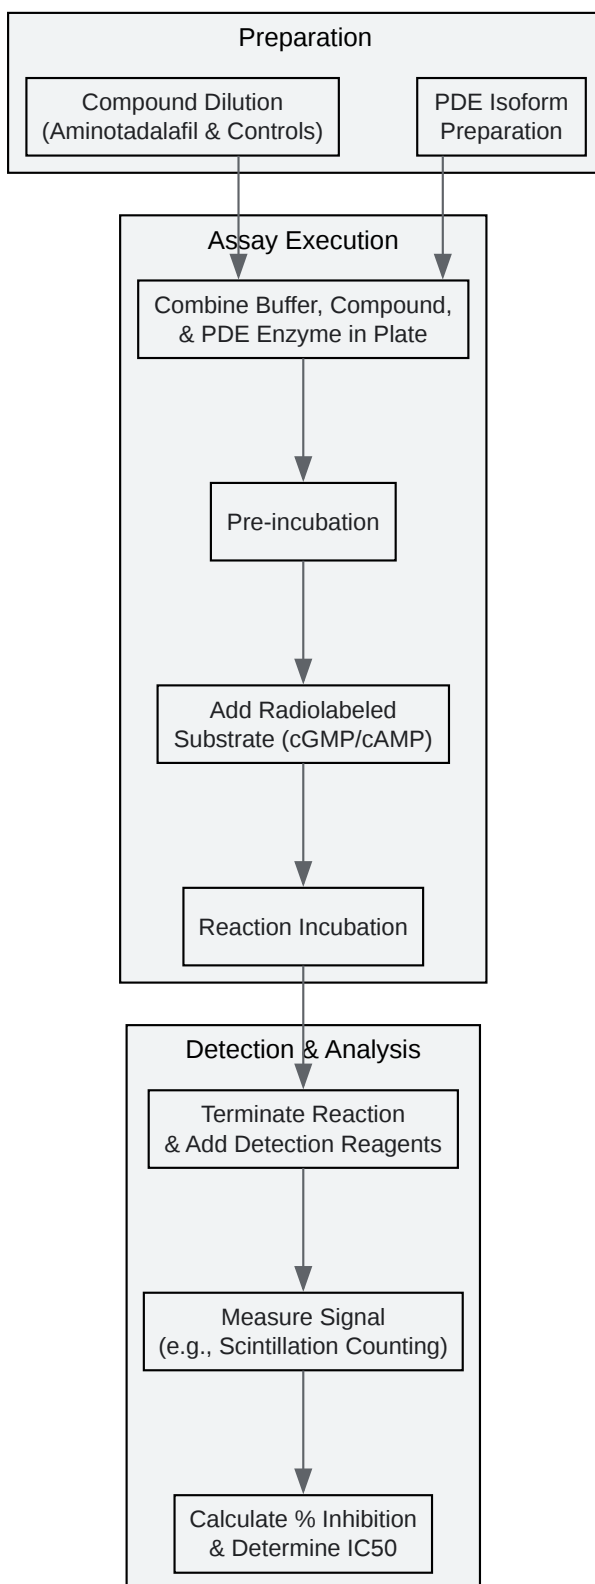 Preparation
Compound Dilution
(Aminotadalafil & Controls)
PDE Isoform
Preparation
Assay Execution
Combine Buffer, Compound,
& PDE Enzyme in Plate
Pre-incubation
Add Radiolabeled
Substrate (cGMP/cAMP)
Reaction Incubation
Detection & Analysis
Terminate Reaction
& Add Detection Reagents
Measure Signal
(e.g., Scintillation Counting)
Calculate % Inhibition
& Determine IC50